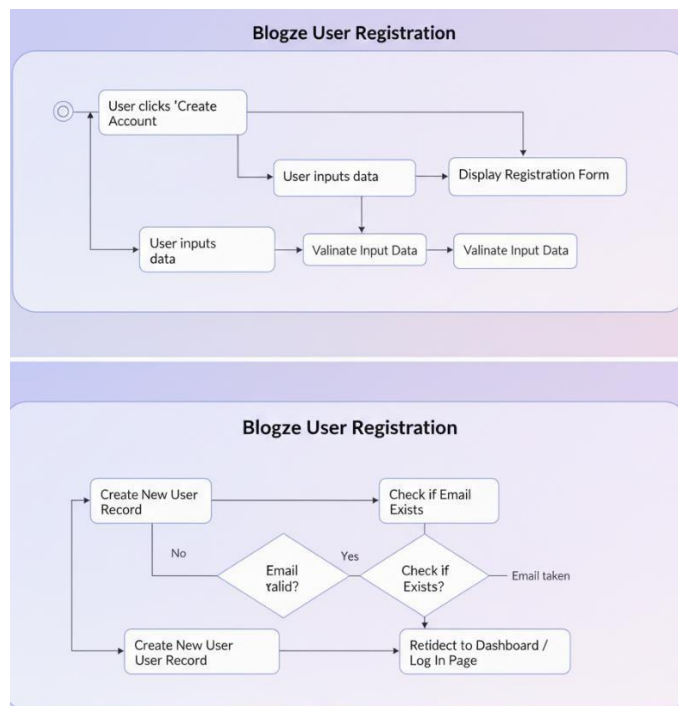 Blogze User Registration
User clicks 'Create
Account
User inputs data
Display Registration Form
User inputs
data
Valinate Input Data
Valinate Input Data
Blogze User Registration
Create New User
Record
Check if Email
Exists
No
Email
ralid?
Yes
Check if
Exists?
Email taken
Create New User
User Record
Retidect to Dashboard /
Log In Page